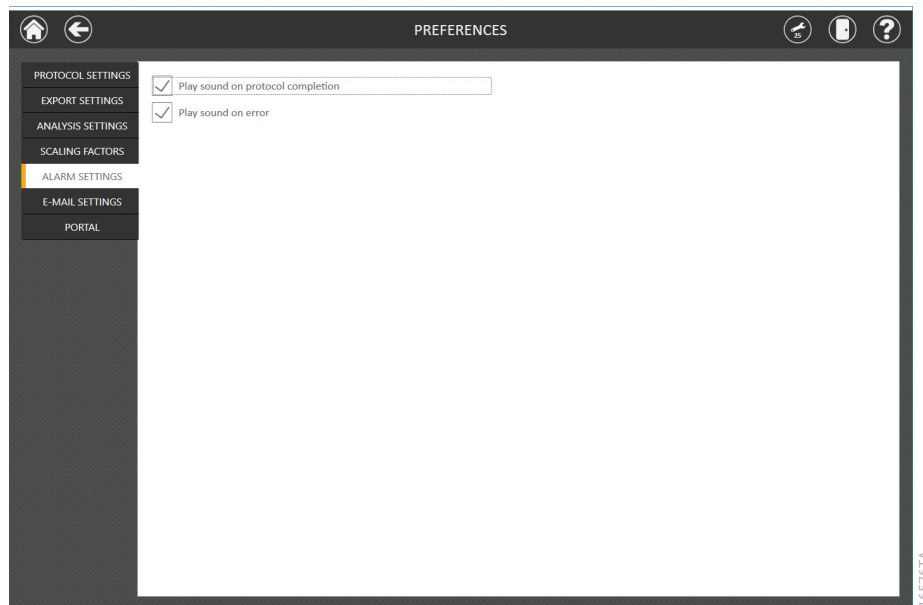 PREFERENCES
25
?
PROTOCOL SETTINGS
EXPORT SETTINGS
ANALYSIS SETTINGS
SCALING FACTORS
ALARM SETTINGS
E-MAIL SETTINGS
PORTAL
Play sound on protocol completion
Play sound on error